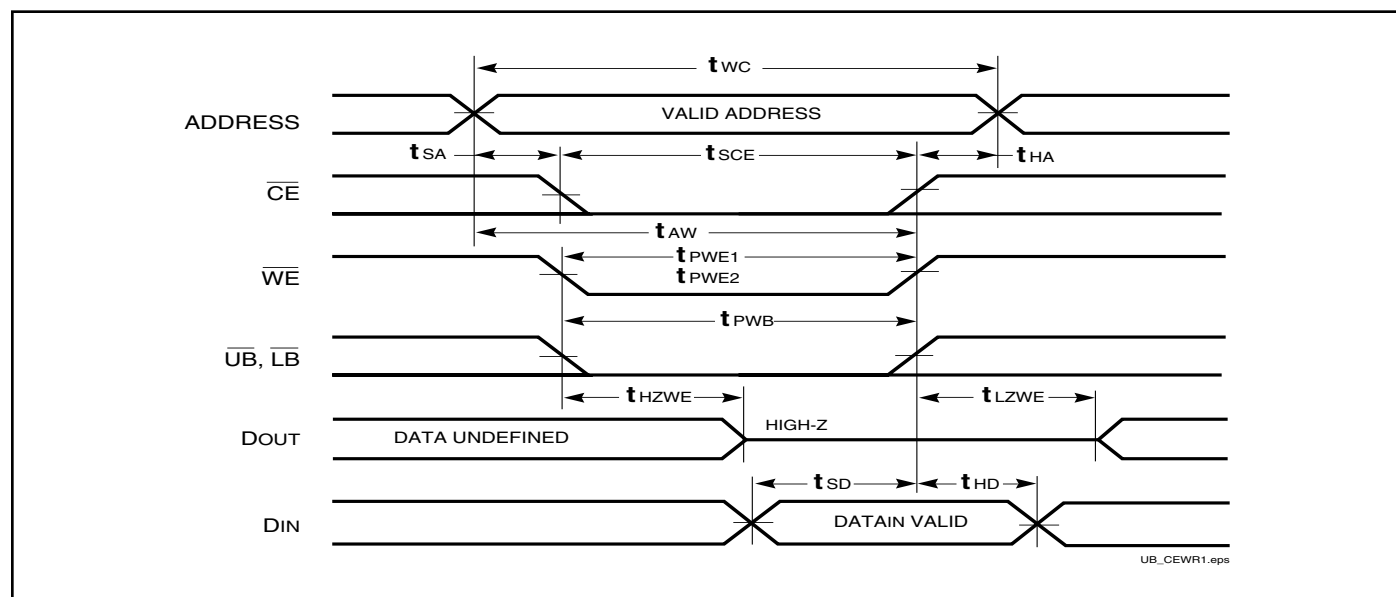 tWC
ADDRESS
VALID ADDRESS
tSA
tSCE
tHA
CE
tAW
tPWE1
WE
tPWE2
tPWB
UB, LB
tHZWE
tLZWE
HIGH-Z
DOUT
DATA UNDEFINED
tSD
tHD
DIN
DATAIN VALID
UB_CEWR1.eps